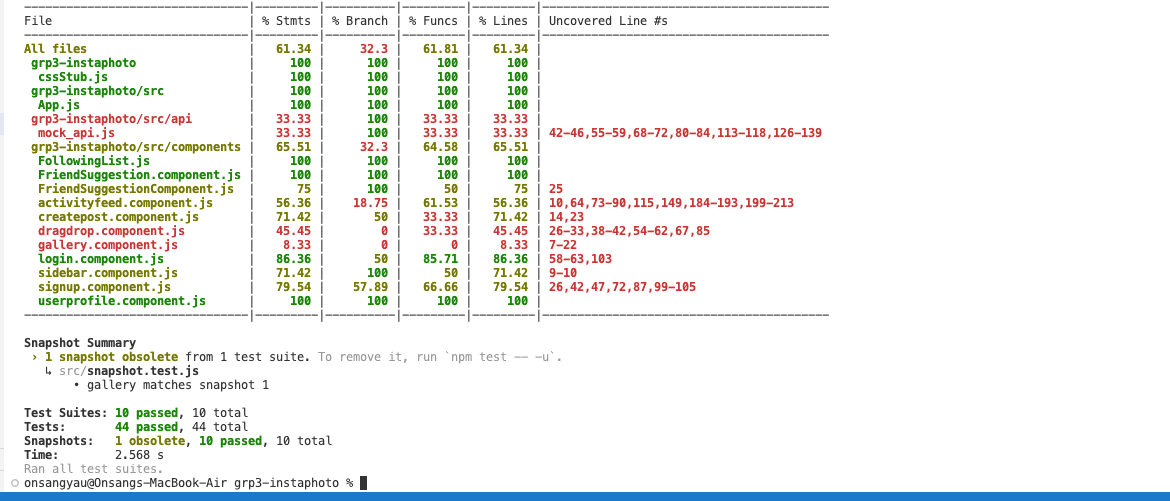 File | % Stmts | % Branch | % Funcs | % Lines | Uncovered Line #s
All files | 61.34 | 32.3 | 61.81 | 61.34 |
grp3-instaphoto | 100 | 100 | 100 | 100 |
cssStub.js | 100 | 100 | 100 | 100 |
grp3-instaphoto/src | 100 | 100 | 100 | 100 |
App.js | 100 | 100 | 100 | 100 |
grp3-instaphoto/src/api | 33.33 | 100 | 33.33 | 33.33 |
mock_api.js | 33.33 | 100 | 33.33 | 33.33 | 42-46,55-59,68-72,80-84,113-118,126-139
grp3-instaphoto/src/components | 65.51 | 32.3 | 64.58 | 65.51 |
FollowingList.js | 100 | 100 | 100 | 100 |
FriendSuggestion.component.js | 100 | 100 | 100 | 100 |
FriendSuggestionComponent.js | 75 | 100 | 50 | 75 | 25
activityfeed.component.js | 56.36 | 18.75 | 61.53 | 56.36 | 10,64,73-90,115,149,184-193,199-213
createpost.component.js | 71.42 | 50 | 33.33 | 71.42 | 14,23
dragdrop.component.js | 45.45 | 0 | 33.33 | 45.45 | 26-33,38-42,54-62,67,85
gallery.component.js | 8.33 | 0 | 0 | 8.33 | 7-22
login.component.js | 86.36 | 50 | 85.71 | 86.36 | 58-63,103
sidebar.component.js | 71.42 | 100 | 50 | 71.42 | 9-10
signup.component.js | 79.54 | 57.89 | 66.66 | 79.54 | 26,42,47,72,87,99-105
userprofile.component.js | 100 | 100 | 100 | 100 |
Snapshot Summary
› 1 snapshot obsolete from 1 test suite. To remove it, run `npm test -- -u`.
↳ src/snapshot.test.js
• gallery matches snapshot 1
Test Suites: 10 passed, 10 total
Tests: 44 passed, 44 total
Snapshots: 1 obsolete, 10 passed, 10 total
Time: 2.568 s
Ran all test suites.
onsangyau@Onsangs-MacBook-Air grp3-instaphoto %